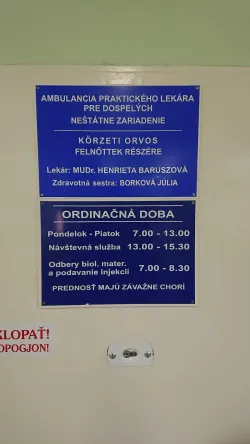 AMBULANCIA PRAKTICKÉHO LEKÁRA
PRE DOSPELÝCH
NEŠTÁTNE ZARIADENIE
KÖRZETI ORVOS
FELNŐTTEK RÉSZÉRE
Lekár: MUDr. HENRIETA BARUSZOVÁ
Zdravotná sestra: BORKOVÁ JÚLIA
ORDINAČNÁ DOBA
Pondelok - Piatok 7.00 - 13.00
Návštevná služba 13.00 - 15.30
Odbery biol. mater.
a podavanie injekcií 7.00 - 8.30
PREDNOSŤ MAJÚ ZÁVAŽNE CHORÍ
KLOPAŤ!
OPOGJON!